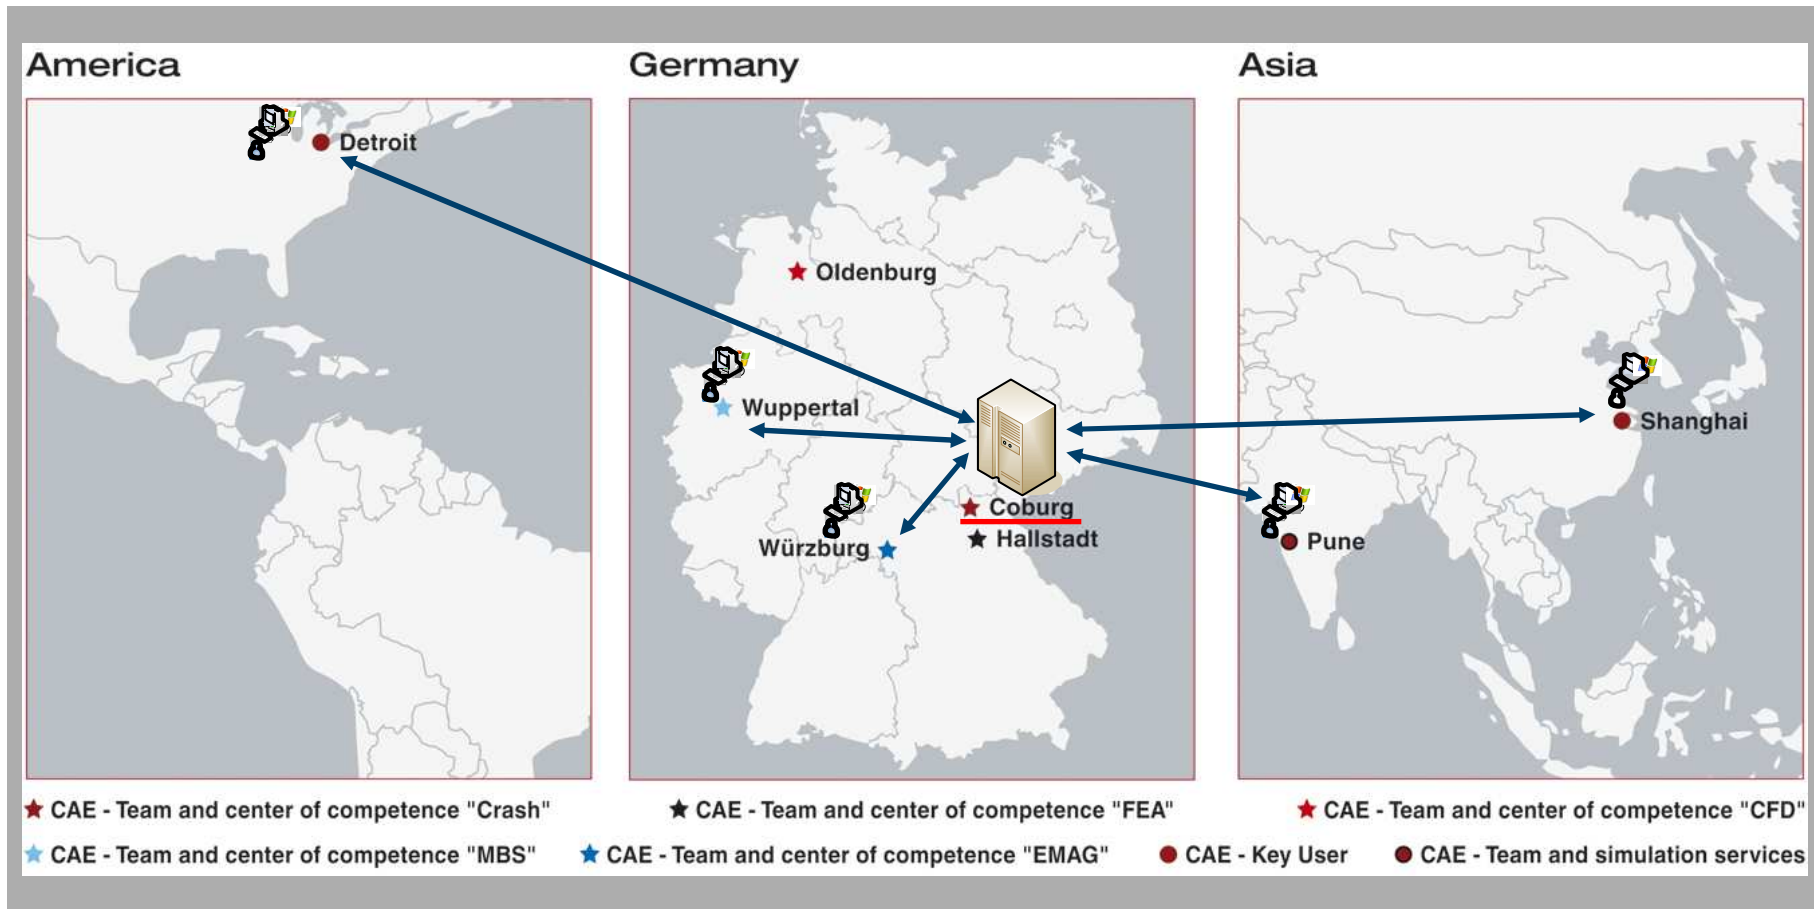 America
Germany
Asia
Detroit
Oldenburg
Wuppertal
Shanghai
Coburg
Hallstadt
Würzburg
Pune
CAE - Team and center of competence "Crash"
CAE - Team and center of competence "FEA"
CAE - Team and center of competence "CFD"
CAE - Team and center of competence "MBS"
CAE - Team and center of competence "EMAG"
CAE - Key User
CAE - Team and simulation services